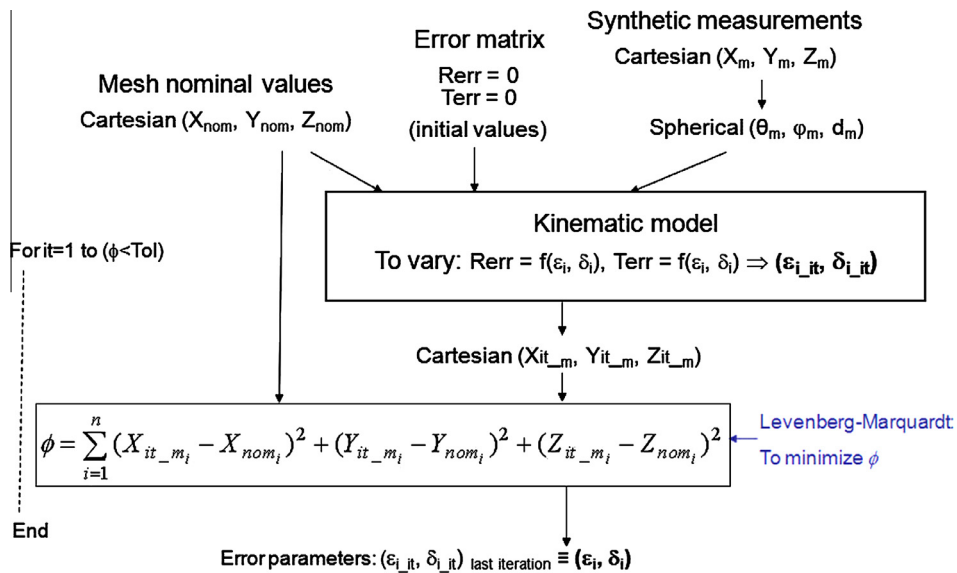 Synthetic measurements
Cartesian (Xm, Ym, Zm)
Error matrix
Rerr = 0
Terr = 0
(initial values)
Mesh nominal values
Cartesian (Xnom, Ynom, Znom)
Spherical (θm, φm, dm)
Kinematic model
To vary: Rerr = f(εi, δi), Terr = f(εi, δi) ⇒ (εi_it, δi_it)
For it=1 to (ϕ<Tol)
Cartesian (Xit_m, Yit_m, Zit_m)
ϕ = ∑_{i=1}^{n} (X_{it_m_i} − X_{nom_i})² + (Y_{it_m_i} − Y_{nom_i})² + (Z_{it_m_i} − Z_{nom_i})²
Levenberg-Marquardt:
To minimize ϕ
End
Error parameters: (εi_it, δi_it) last iteration ≡ (εi, δi)